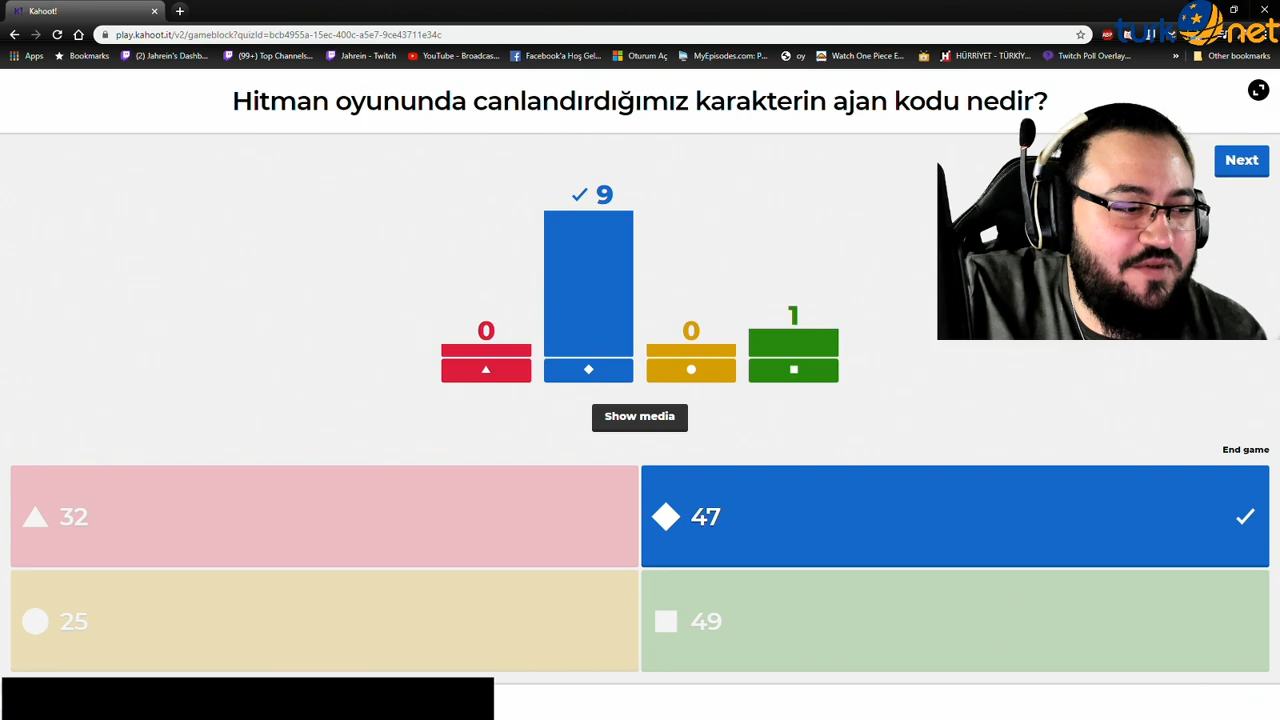 Kahoot!
turk net
play.kahoot.it/v2/gameblock?quizId=bcb4955a-15ec-400c-a5e7-9ce43711e34c
Apps
Bookmarks
(2) Jahrein's Dashb...
(99+) Top Channels...
Jahrein - Twitch
YouTube - Broadcas...
Facebook'a Hoş Gel...
Oturum Aç
MyEpisodes.com: P...
oy
Watch One Piece E...
HÜRRİYET - TÜRKİY...
Twitch Poll Overlay...
»
Other bookmarks
Hitman oyununda canlandırdığımız karakterin ajan kodu nedir?
Next
9
0
0
1
Show media
End game
32
47
25
49